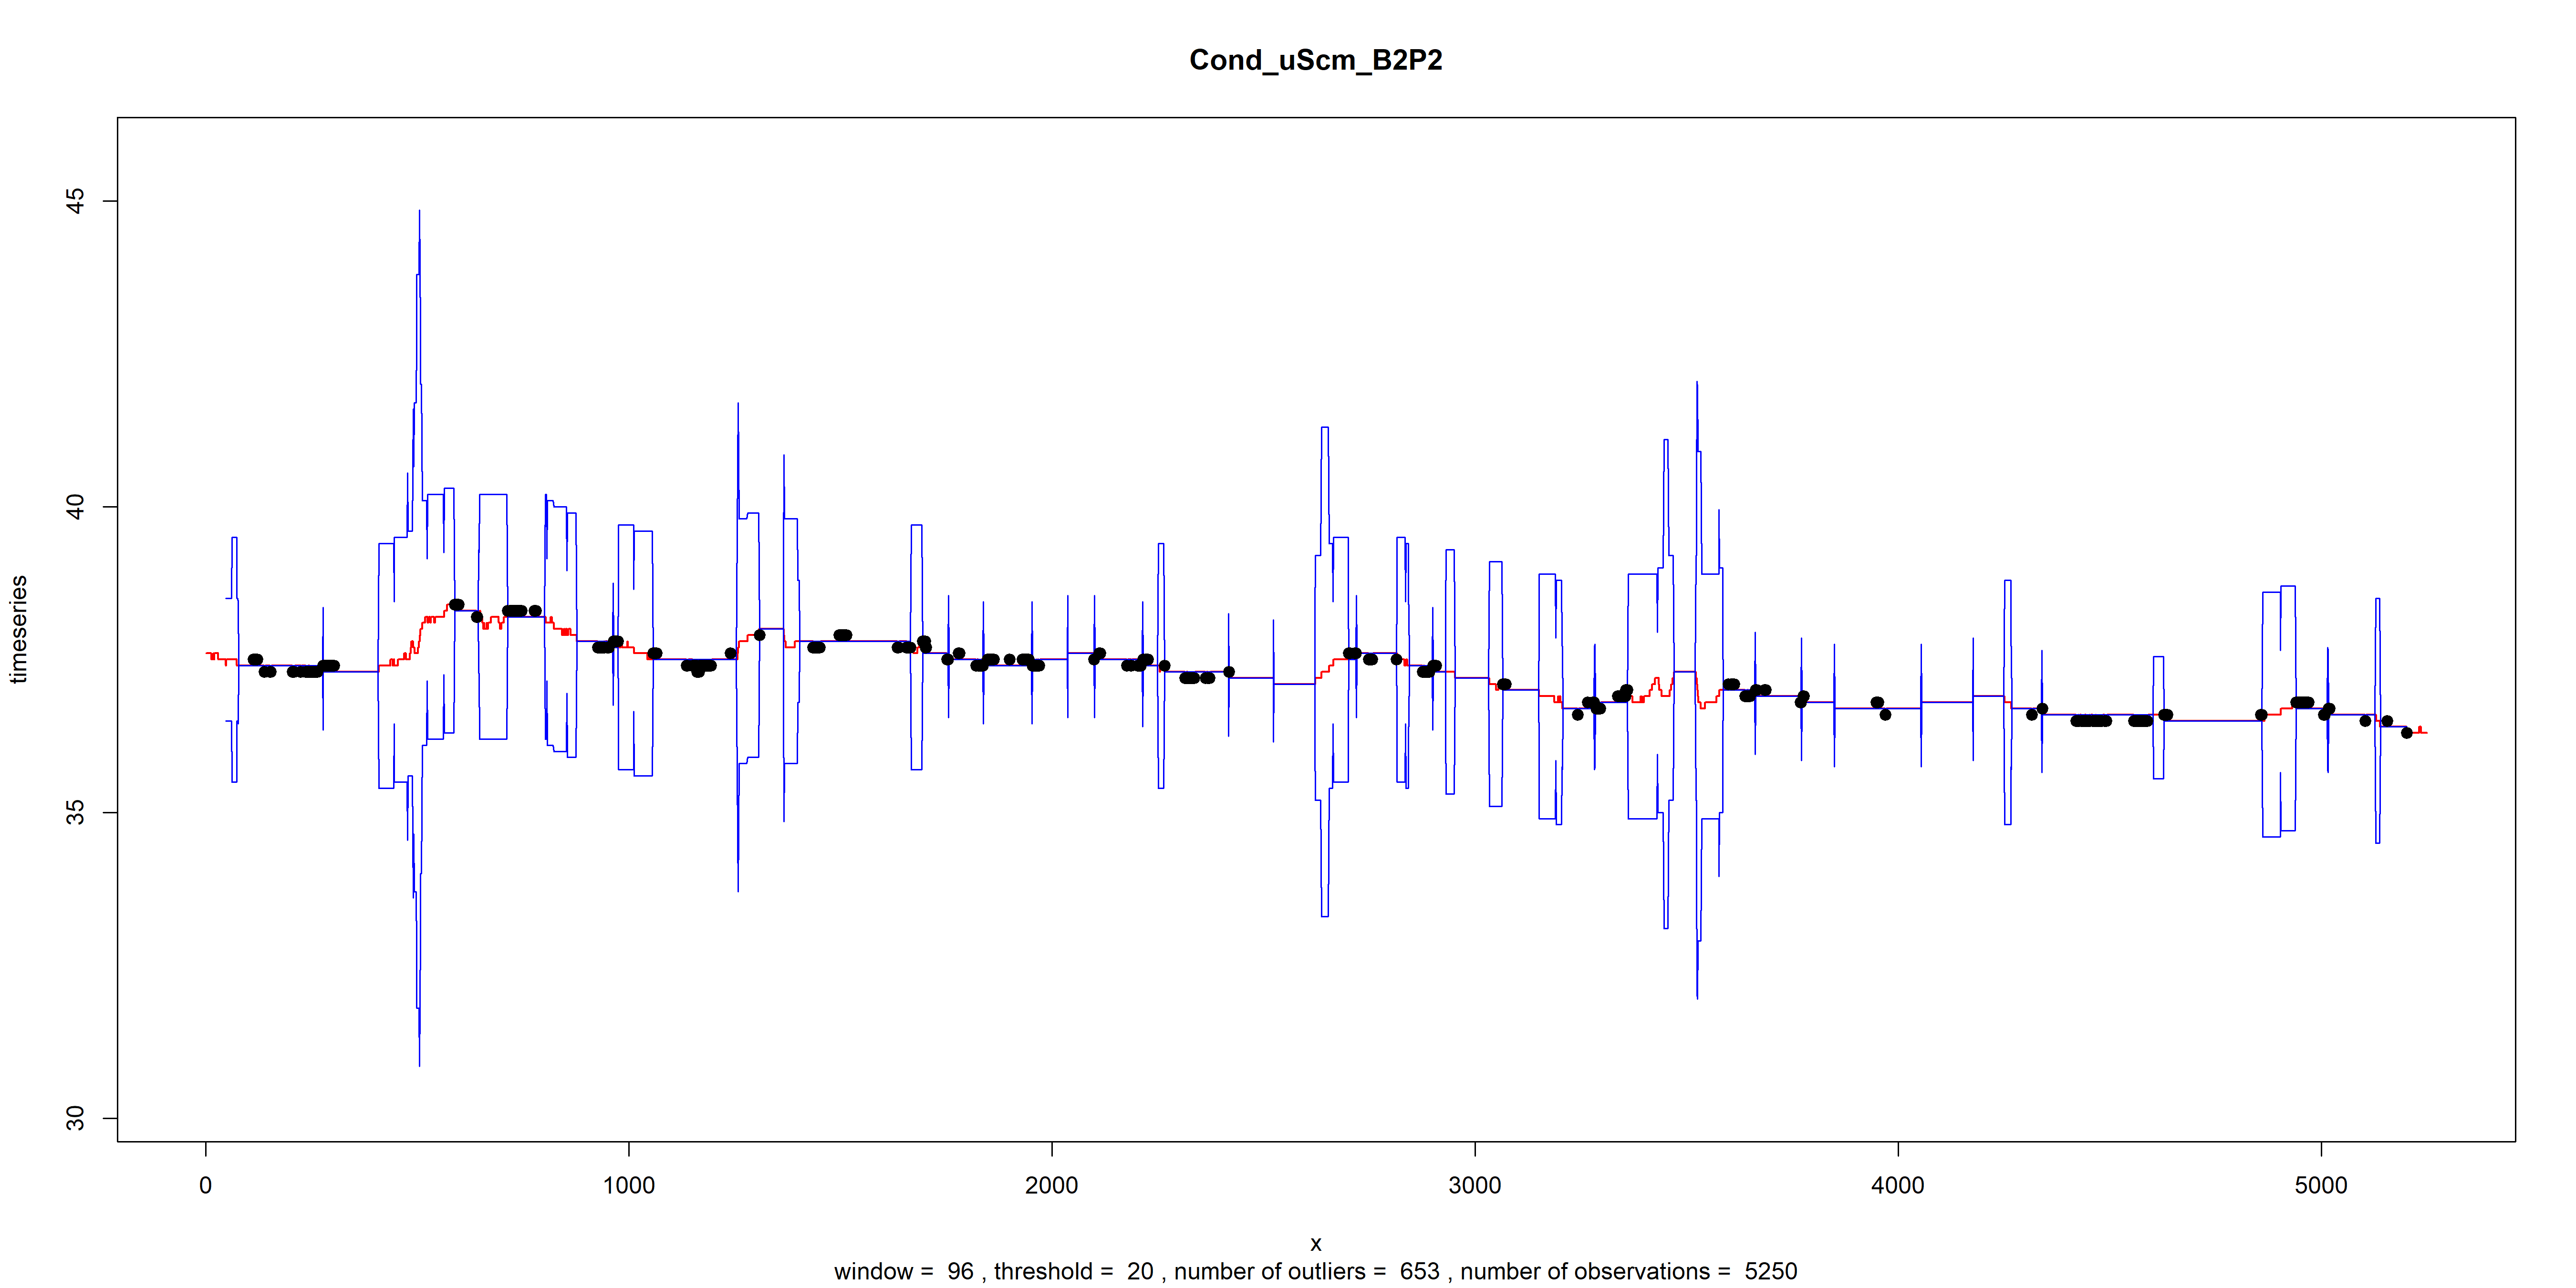 Cond_uScm_B2P2
timeseries
45
40
35
30
0 1000 2000 3000 4000 5000
x
window =  96 , threshold =  20 , number of outliers =  653 , number of observations =  5250